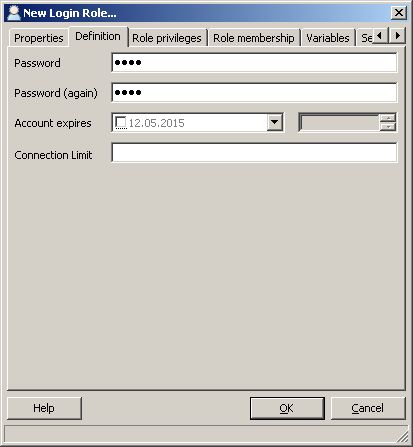 New Login Role...
Properties Definition Role privileges Role membership Variables Se
Password ●●●●
Password (again) ●●●●
Account expires 12.05.2015
Connection Limit
Help OK Cancel